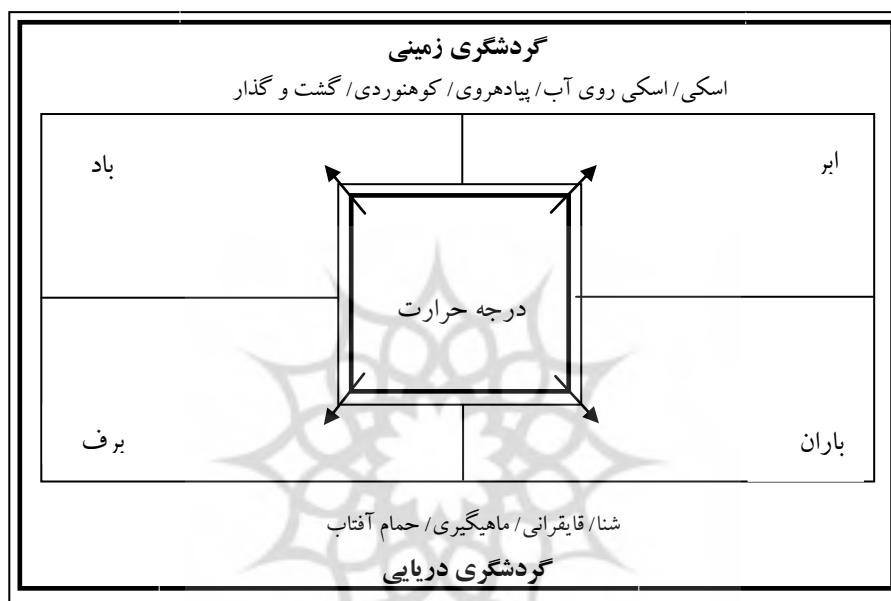 گردشگری زمینی
اسکی/ اسکی روی آب/ پیادهروی/ کوهنوردی/ گشت و گذار
ابر
باد
درجه حرارت
باران
برف
شنا/ قایقرانی/ ماهیگیری/ حمام آفتاب
گردشگری دریایی